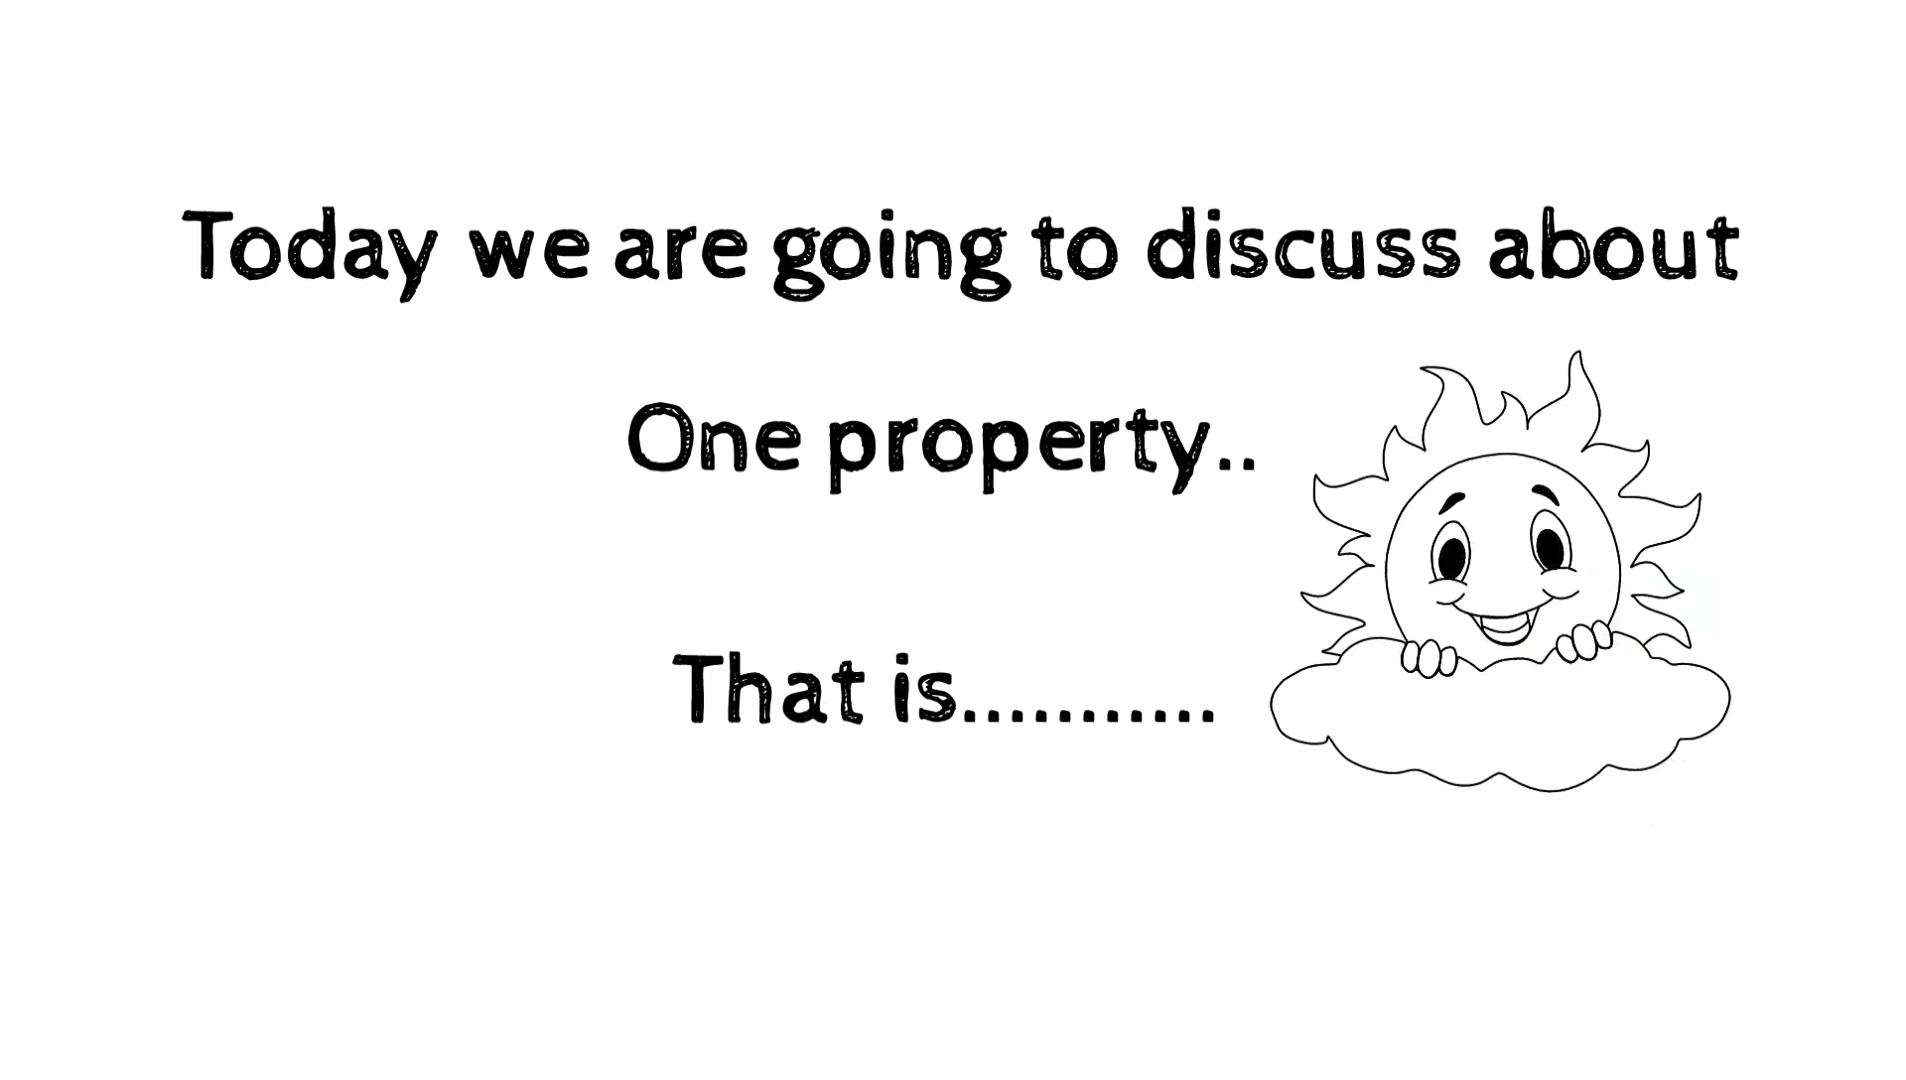 Today we are going to discuss about
One property..
That is...........